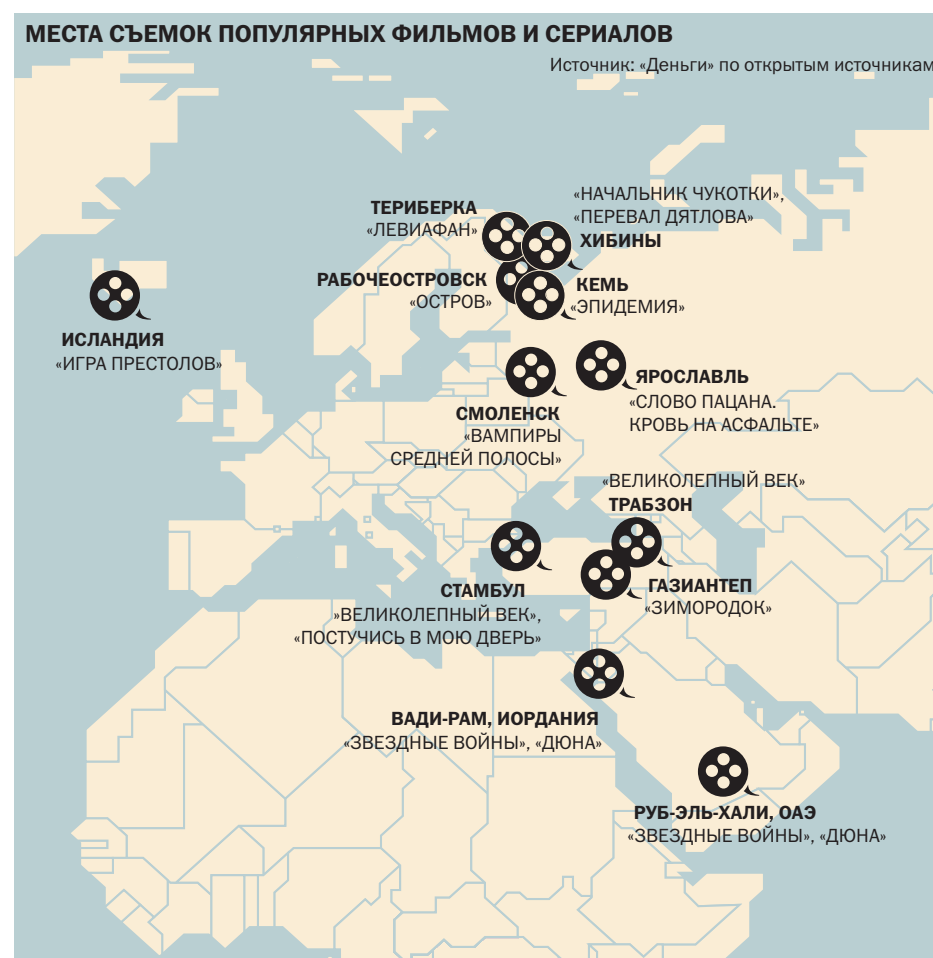 МЕСТА СЪЕМОК ПОПУЛЯРНЫХ ФИЛЬМОВ И СЕРИАЛОВ
Источник: «Деньги» по открытым источникам
ТЕРИБЕРКА
«ЛЕВИАФАН»
«НАЧАЛЬНИК ЧУКОТКИ»,
«ПЕРЕВАЛ ДЯТЛОВА»
ХИБИНЫ
РАБОЧЕОСТРОВСК
«ОСТРОВ»
КЕМЬ
«ЭПИДЕМИЯ»
ИСЛАНДИЯ
«ИГРА ПРЕСТОЛОВ»
СМОЛЕНСК
«ВАМПИРЫ
СРЕДНЕЙ ПОЛОСЫ»
ЯРОСЛАВЛЬ
«СЛОВО ПАЦАНА.
КРОВЬ НА АСФАЛЬТЕ»
«ВЕЛИКОЛЕПНЫЙ ВЕК»
ТРАБЗОН
ГАЗИАНТЕП
«ЗИМОРОДОК»
СТАМБУЛ
»ВЕЛИКОЛЕПНЫЙ ВЕК»,
«ПОСТУЧИСЬ В МОЮ ДВЕРЬ»
ВАДИ-РАМ, ИОРДАНИЯ
«ЗВЕЗДНЫЕ ВОЙНЫ», «ДЮНА»
РУБ-ЭЛЬ-ХАЛИ, ОАЭ
«ЗВЕЗДНЫЕ ВОЙНЫ», «ДЮНА»